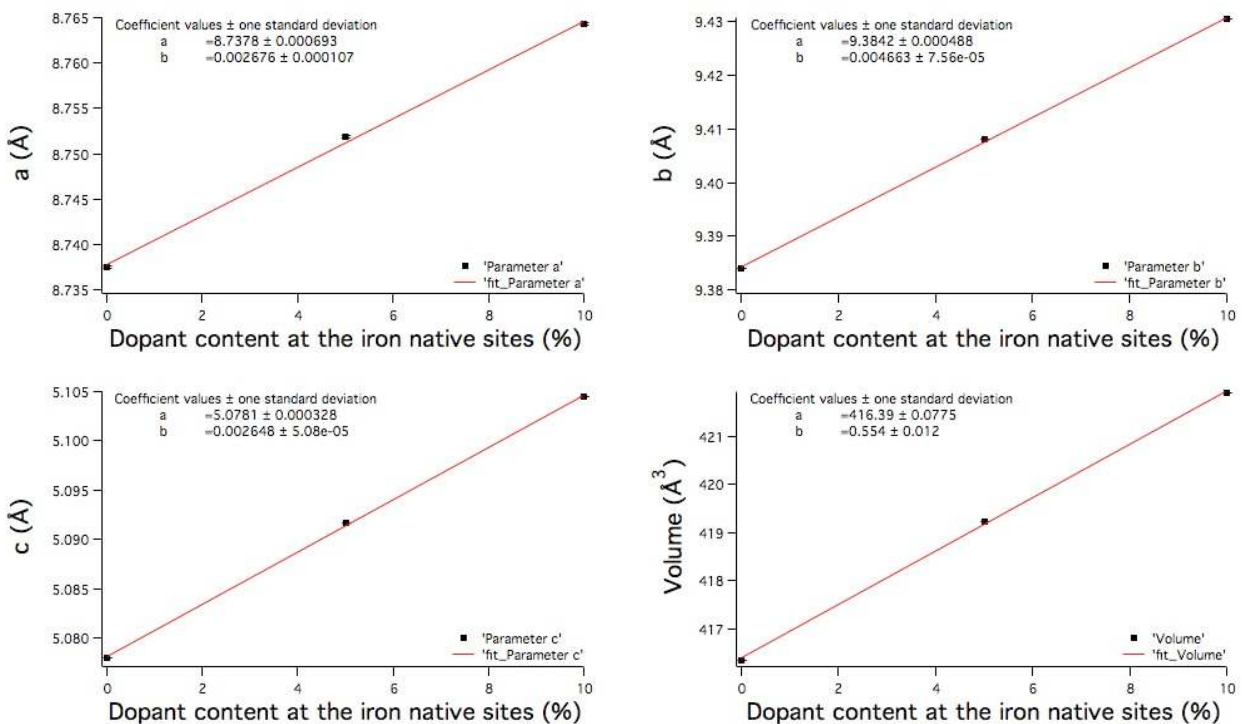 8.765
8.760
8.755
8.750
8.745
8.740
8.735
a (Å)
Coefficient values ± one standard deviation
a =8.7378 ± 0.000693
b =0.002676 ± 0.000107
'Parameter a'
'fit_Parameter a'
0 2 4 6 8 10
Dopant content at the iron native sites (%)
9.43
9.42
9.41
9.40
9.39
9.38
b (Å)
Coefficient values ± one standard deviation
a =9.3842 ± 0.000488
b =0.004663 ± 7.56e-05
'Parameter b'
'fit_Parameter b'
0 2 4 6 8 10
Dopant content at the iron native sites (%)
5.105
5.100
5.095
5.090
5.085
5.080
c (Å)
Coefficient values ± one standard deviation
a =5.0781 ± 0.000328
b =0.002648 ± 5.08e-05
'Parameter c'
'fit_Parameter c'
0 2 4 6 8 10
Dopant content at the iron native sites (%)
421
420
419
418
417
Volume (Å³)
Coefficient values ± one standard deviation
a =416.39 ± 0.0775
b =0.554 ± 0.012
'Volume'
'fit_Volume'
0 2 4 6 8 10
Dopant content at the iron native sites (%)